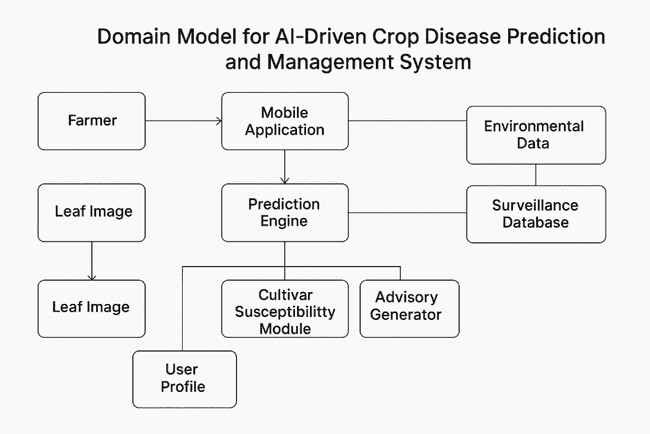 Domain Model for AI-Driven Crop Disease Prediction
and Management System
Farmer
Mobile
Application
Environmental
Data
Leaf Image
Prediction
Engine
Surveillance
Database
Leaf Image
Cultivar
Susceptibilitty
Module
Advisory
Generator
User
Profile